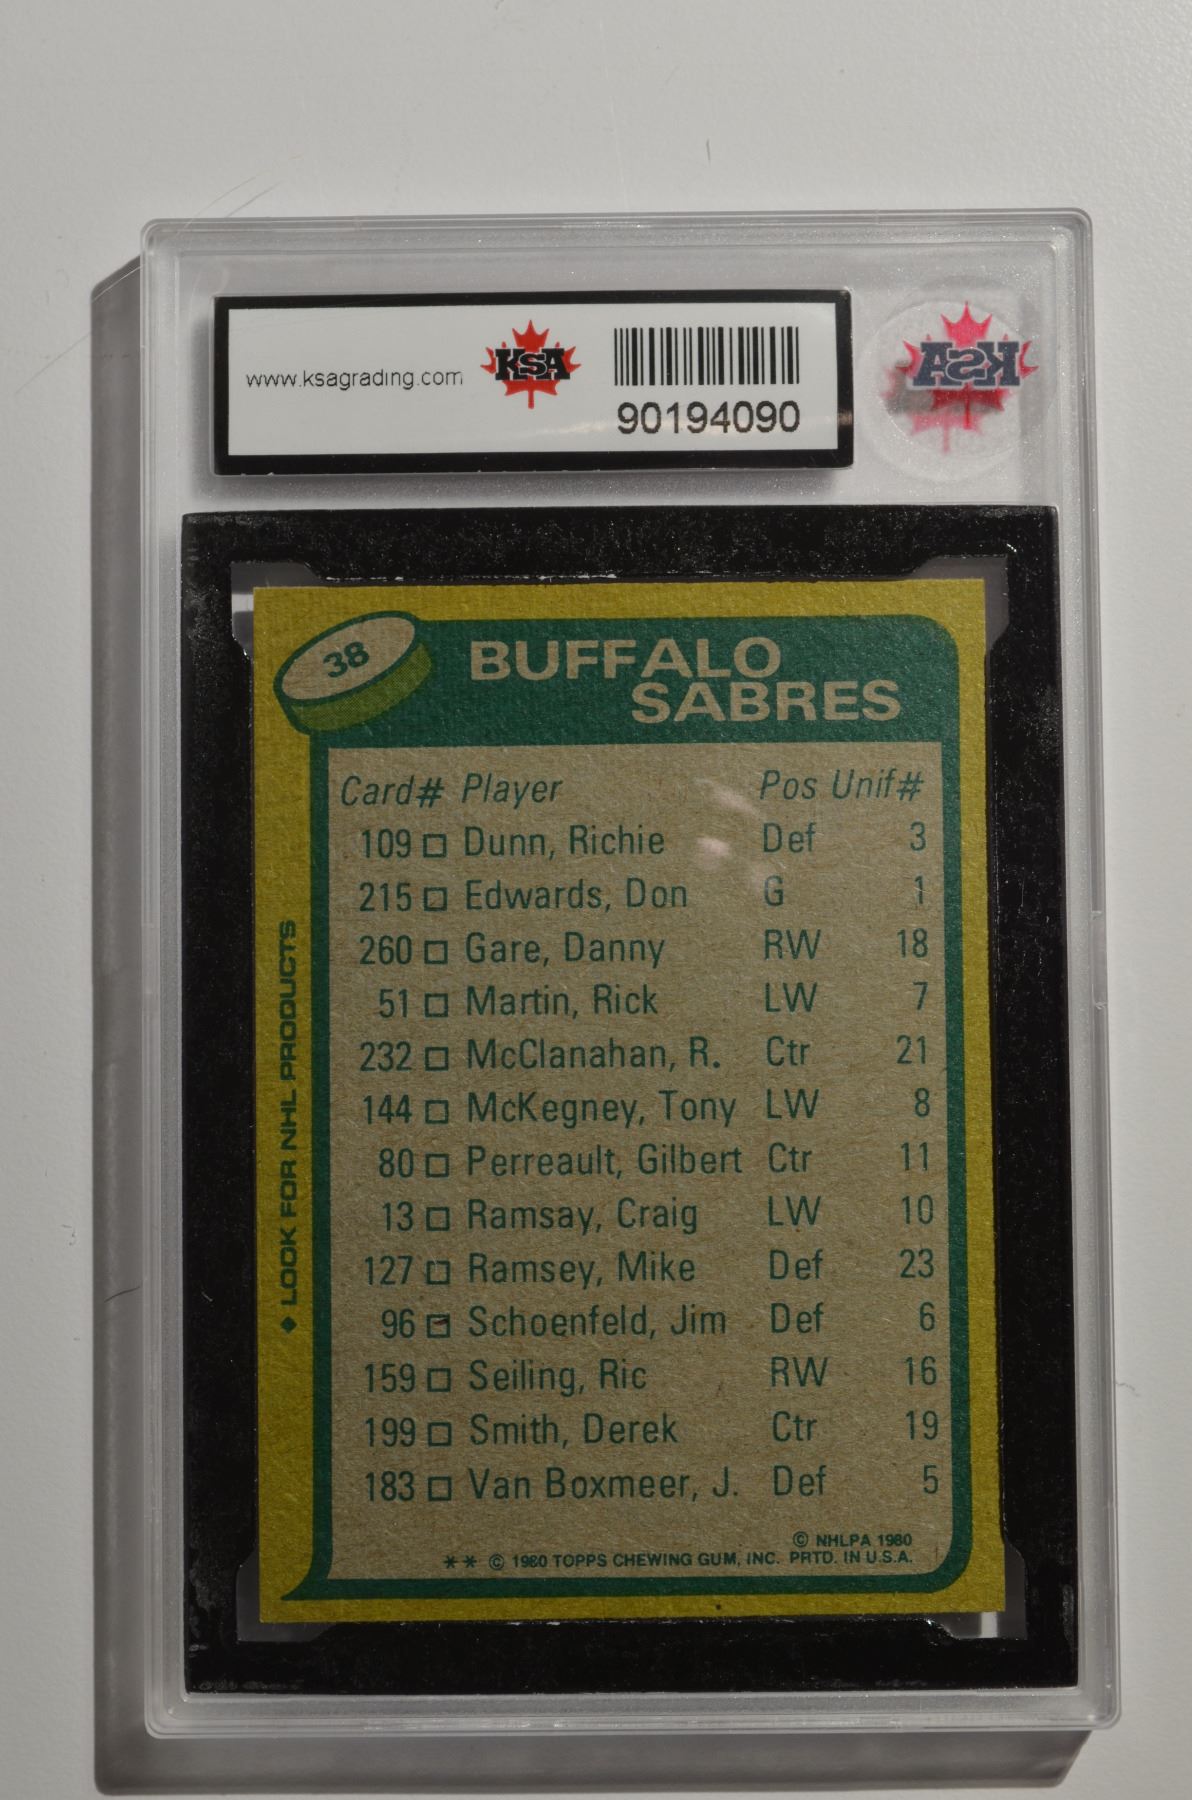 www.ksagrading.com
KSA
90194090
KSA
38
BUFFALO
SABRES
Card# Player Pos Unif#
109 □ Dunn, Richie Def 3
215 □ Edwards, Don G 1
260 □ Gare, Danny RW 18
51 □ Martin, Rick LW 7
232 □ McClanahan, R. Ctr 21
144 □ McKegney, Tony LW 8
80 □ Perreault, Gilbert Ctr 11
13 □ Ramsay, Craig LW 10
127 □ Ramsey, Mike Def 23
96 □ Schoenfeld, Jim Def 6
159 □ Seiling, Ric RW 16
199 □ Smith, Derek Ctr 19
183 □ Van Boxmeer, J. Def 5
© NHLPA 1980
** © 1980 TOPPS CHEWING GUM, INC. PRTD. IN U.S.A.
♦ LOOK FOR NHL PRODUCTS